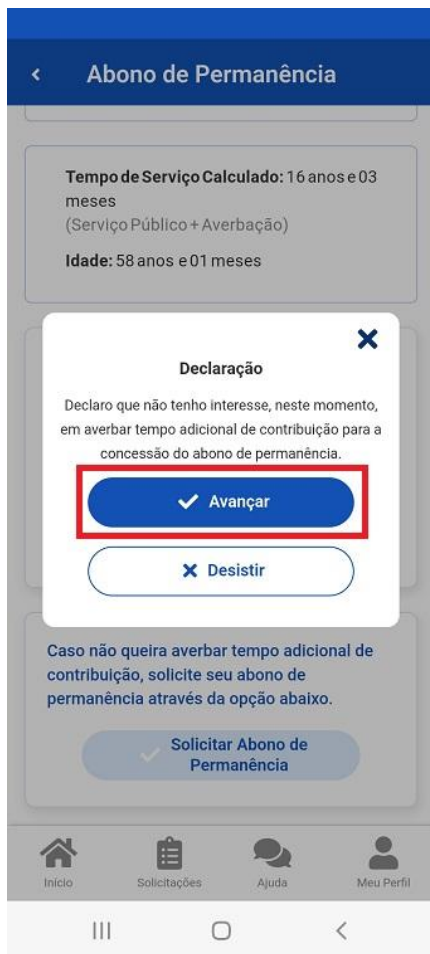 Abono de Permanência
Tempo de Serviço Calculado: 16 anos e 03
meses
(Serviço Público + Averbação)
Idade: 58 anos e 01 meses
Declaração
Declaro que não tenho interesse, neste momento,
em averbar tempo adicional de contribuição para a
concessão do abono de permanência.
Avançar
Desistir
Caso não queira averbar tempo adicional de
contribuição, solicite seu abono de
permanência através da opção abaixo.
Solicitar Abono de
Permanência
Início Solicitações Ajuda Meu Perfil